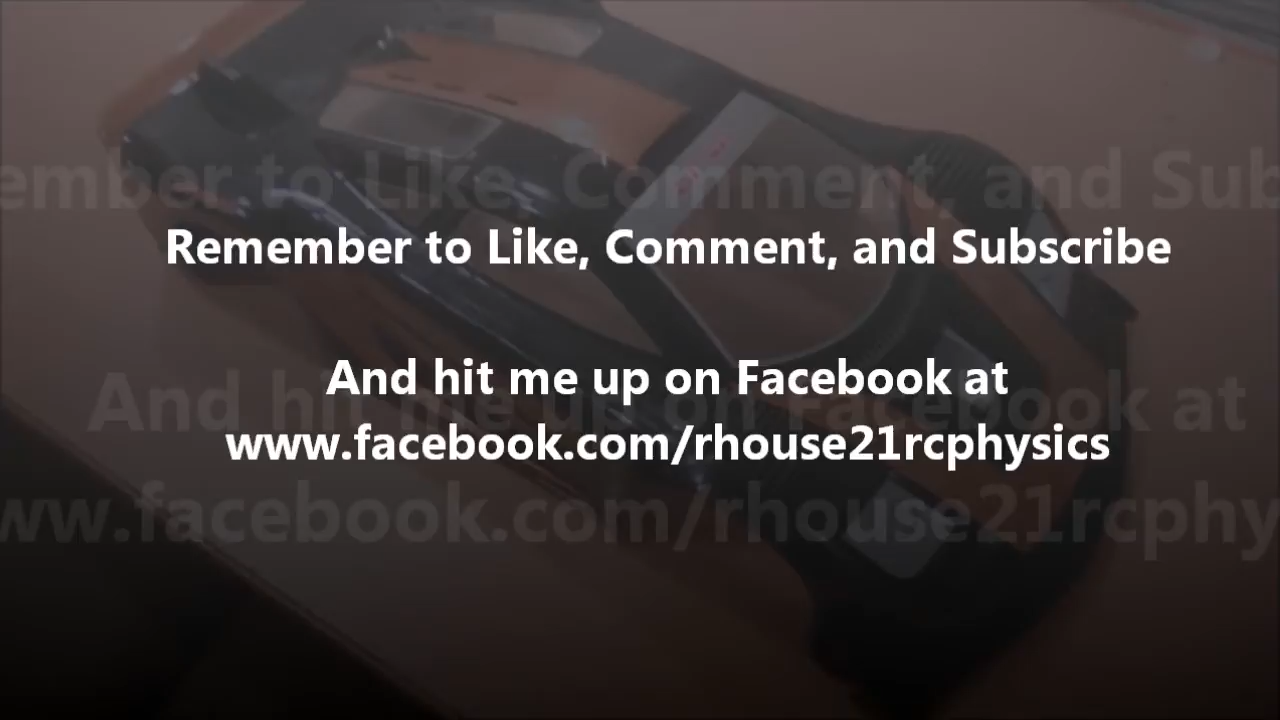 Remember to Like, Comment, and Subscribe
And hit me up on Facebook at
www.facebook.com/rhouse21rcphysics